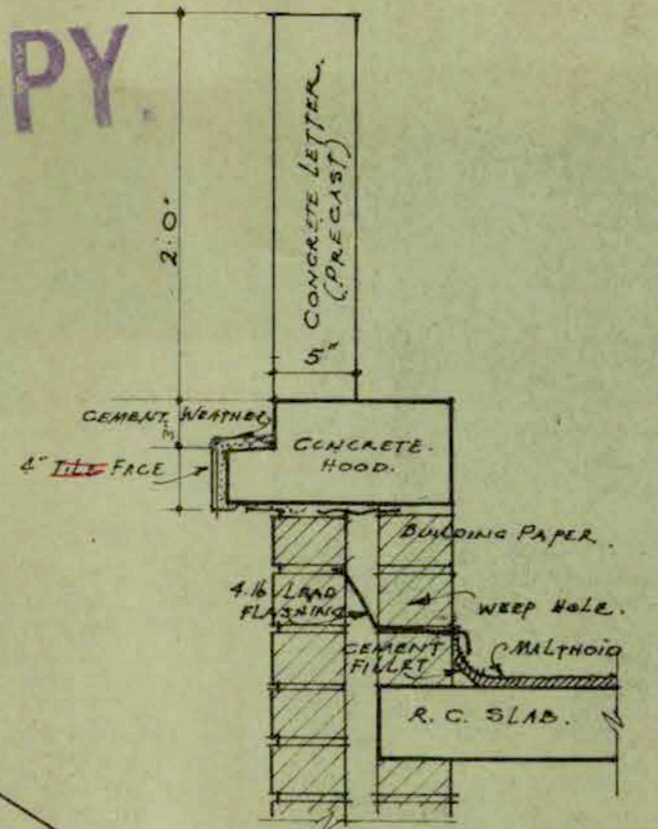 PY.
2'.0"
CONCRETE LETTER.
(PRECAST)
5"
CEMENT WEATHER
3"
CONCRETE.
HOOD.
4" TILE FACE
BUILDING PAPER.
4.lb LEAD
FLASHING
WEEP HOLE.
CEMENT
FILLET
MALTHOID
R.C. SLAB.